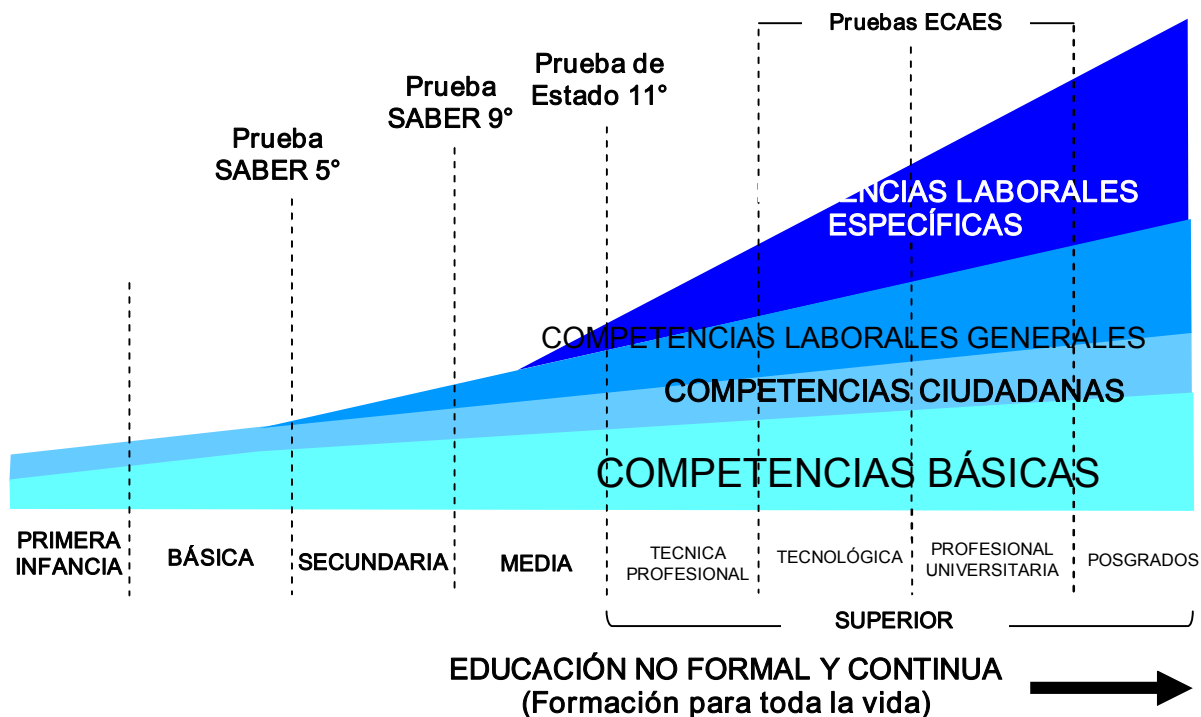 Pruebas ECAES
Prueba de
Estado 11°
Prueba
SABER 9°
Prueba
SABER 5°
ENCIAS LABORALES
ESPECÍFICAS
COMPETENCIAS LABORALES GENERALES
COMPETENCIAS CIUDADANAS
COMPETENCIAS BÁSICAS
PRIMERA
INFANCIA
BÁSICA
SECUNDARIA
MEDIA
TECNICA
PROFESIONAL
TECNOLÓGICA
PROFESIONAL
UNIVERSITARIA
POSGRADOS
SUPERIOR
EDUCACIÓN NO FORMAL Y CONTINUA
(Formación para toda la vida)